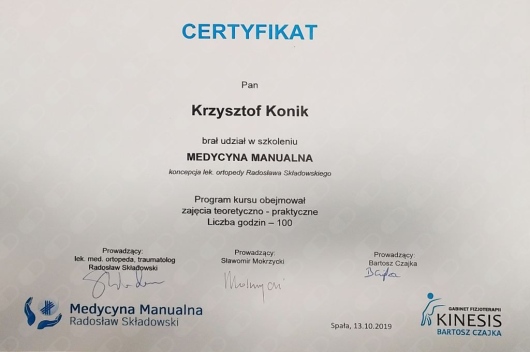 CERTYFIKAT
Pan
Krzysztof Konik
brał udział w szkoleniu
MEDYCYNA MANUALNA
koncepcja lek. ortopedy Radosława Składowskiego
Program kursu obejmował
zajęcia teoretyczno - praktyczne
Liczba godzin – 100
Prowadzący:
lek. med. ortopeda, traumatolog
Radosław Składowski
Prowadzący:
Sławomir Mokrzycki
Prowadzący:
Bartosz Czajka
Medycyna Manualna
Radosław Składowski
Spała, 13.10.2019
GABINET FIZJOTERAPII
KINESIS
BARTOSZ CZAJKA